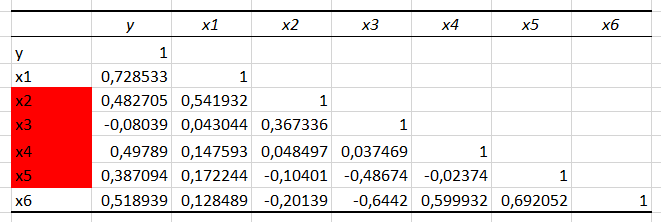 y x1 x2 x3 x4 x5 x6
y 1
x1 0,728533 1
x2 0,482705 0,541932 1
x3 -0,08039 0,043044 0,367336 1
x4 0,49789 0,147593 0,048497 0,037469 1
x5 0,387094 0,172244 -0,10401 -0,48674 -0,02374 1
x6 0,518939 0,128489 -0,20139 -0,6442 0,599932 0,692052 1